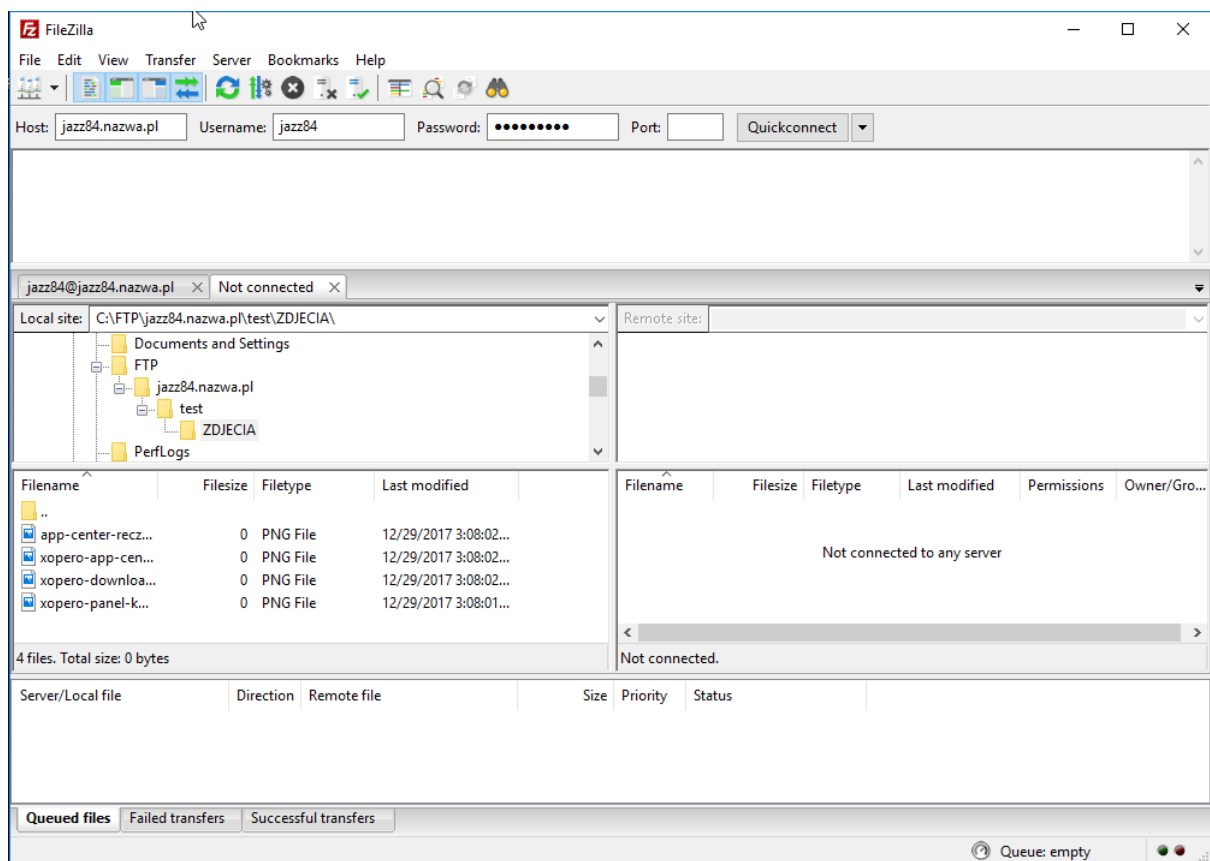 FileZilla
File Edit View Transfer Server Bookmarks Help
Host: jazz84.nazwa.pl Username: jazz84 Password: ●●●●●●●●● Port: Quickconnect
jazz84@jazz84.nazwa.pl Not connected
Local site: C:\FTP\jazz84.nazwa.pl\test\ZDJECIA\
Documents and Settings
FTP
jazz84.nazwa.pl
test
ZDJECIA
PerfLogs
Remote site:
Filename Filesize Filetype Last modified
..
app-center-recz... 0 PNG File 12/29/2017 3:08:02...
xopero-app-cen... 0 PNG File 12/29/2017 3:08:02...
xopero-downloa... 0 PNG File 12/29/2017 3:08:02...
xopero-panel-k... 0 PNG File 12/29/2017 3:08:01...
4 files. Total size: 0 bytes
Filename Filesize Filetype Last modified Permissions Owner/Gro...
Not connected to any server
Not connected.
Server/Local file Direction Remote file Size Priority Status
Queued files Failed transfers Successful transfers
Queue: empty